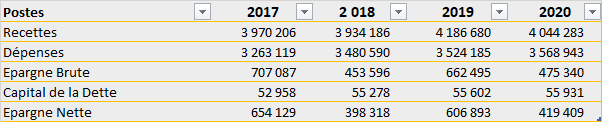 Postes 2017 2 018 2019 2020
Recettes 3 970 206 3 934 186 4 186 680 4 044 283
Dépenses 3 263 119 3 480 590 3 524 185 3 568 943
Epargne Brute 707 087 453 596 662 495 475 340
Capital de la Dette 52 958 55 278 55 602 55 931
Epargne Nette 654 129 398 318 606 893 419 409